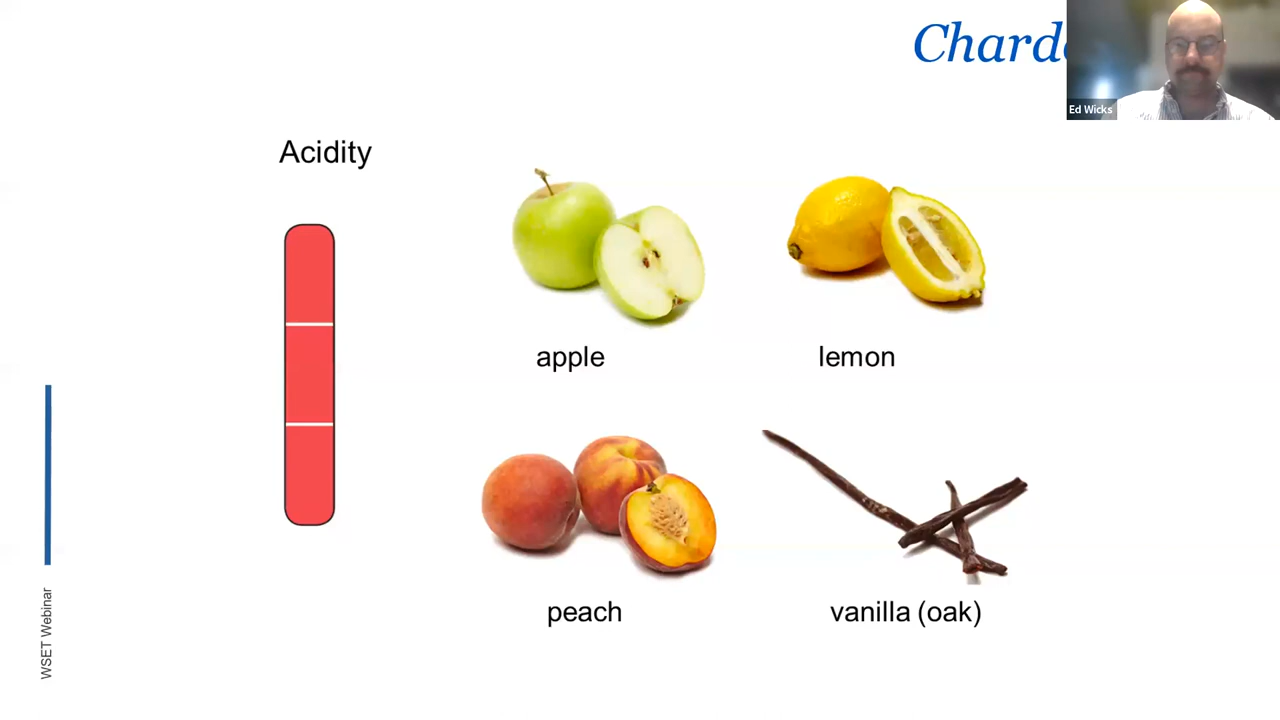 Chard
Ed Wicks
Acidity
apple
lemon
peach
vanilla (oak)
WSET Webinar